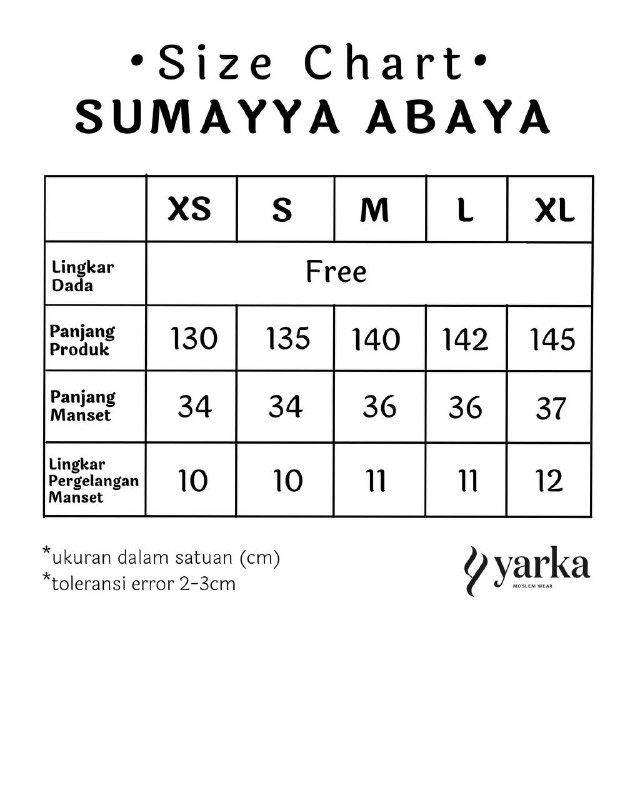 •Size Chart•
SUMAYYA ABAYA
XS S M L XL
Lingkar
Dada
Free
Panjang
Produk
130 135 140 142 145
Panjang
Manset
34 34 36 36 37
Lingkar
Pergelangan
Manset
10 10 11 11 12
*ukuran dalam satuan (cm)
*toleransi error 2-3cm
yarka
MOSLEM WEAR